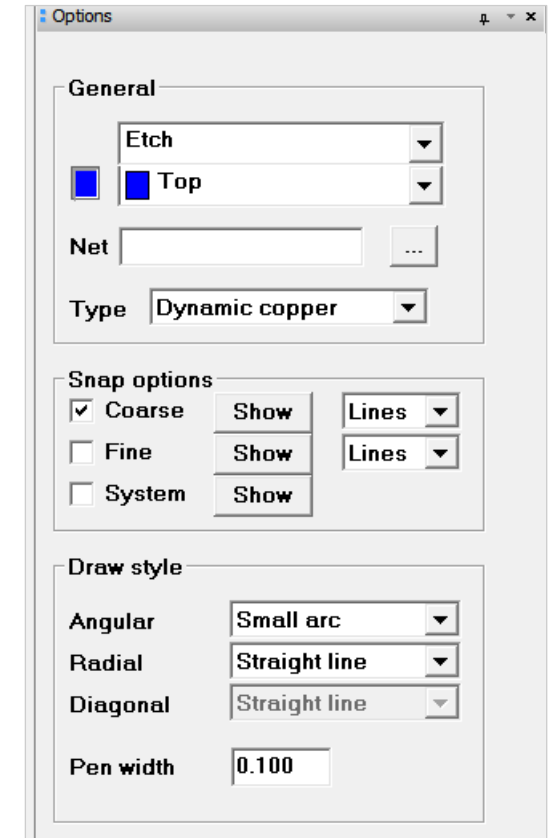 Options
General
Etch
Top
Net ...
Type Dynamic copper
Snap options
Coarse Show Lines
Fine Show Lines
System Show
Draw style
Angular Small arc
Radial Straight line
Diagonal Straight line
Pen width 0.100